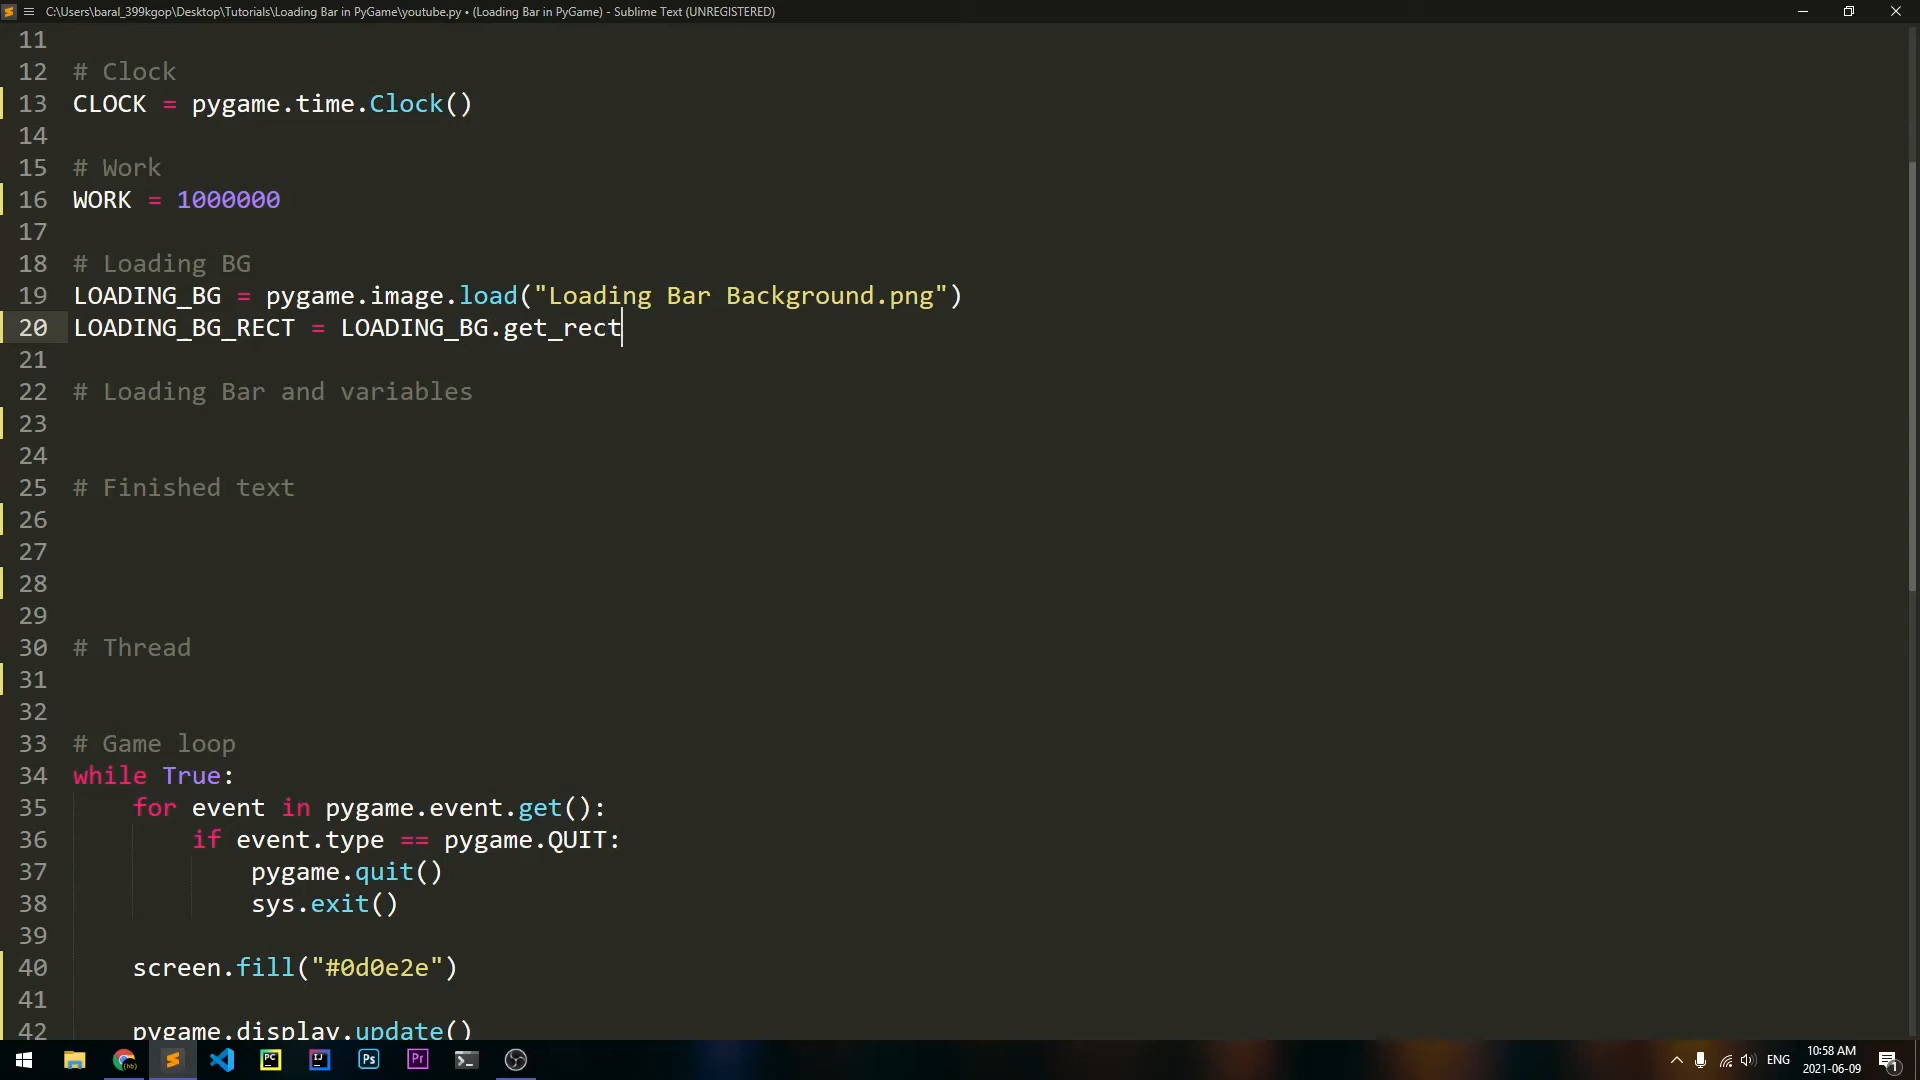 C:\Users\baral_399kgop\Desktop\Tutorials\Loading Bar in PyGame\youtube.py • (Loading Bar in PyGame) - Sublime Text (UNREGISTERED)
11
12 # Clock
13 CLOCK = pygame.time.Clock()
14
15 # Work
16 WORK = 1000000
17
18 # Loading BG
19 LOADING_BG = pygame.image.load("Loading Bar Background.png")
20 LOADING_BG_RECT = LOADING_BG.get_rect
21
22 # Loading Bar and variables
23
24
25 # Finished text
26
27
28
29
30 # Thread
31
32
33 # Game loop
34 while True:
35     for event in pygame.event.get():
36         if event.type == pygame.QUIT:
37             pygame.quit()
38             sys.exit()
39
40     screen.fill("#0d0e2e")
41
42     pygame.display.update()
PC IJ Ps Pr ENG 10:58 AM
2021-06-09 1